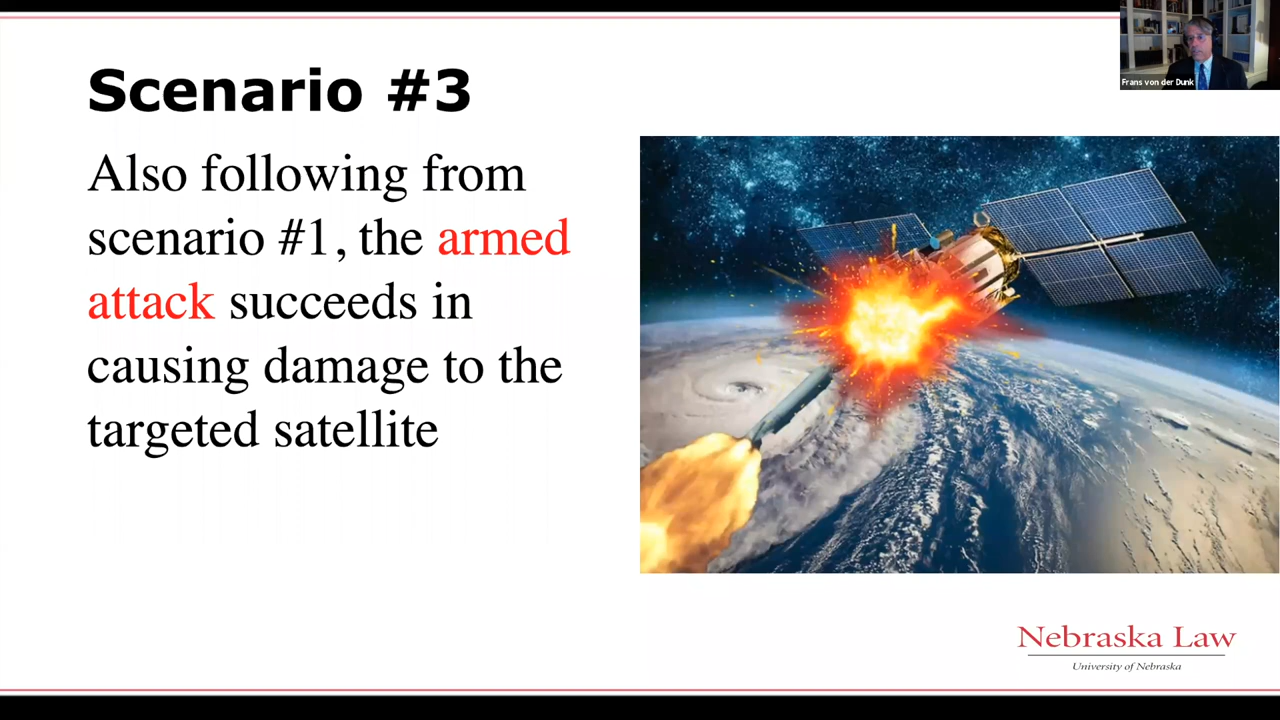 Frans von der Dunk
Scenario #3
Also following from
scenario #1, the armed
attack succeeds in
causing damage to the
targeted satellite
Nebraska Law
University of Nebraska